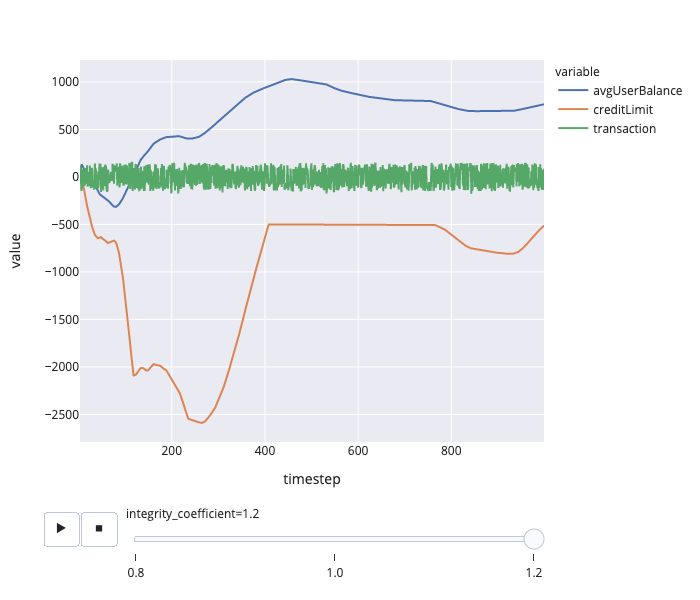 variable
avgUserBalance
creditLimit
transaction
1000
500
0
−500
−1000
−1500
−2000
−2500
value
200 400 600 800
timestep
integrity_coefficient=1.2
0.8 1.0 1.2